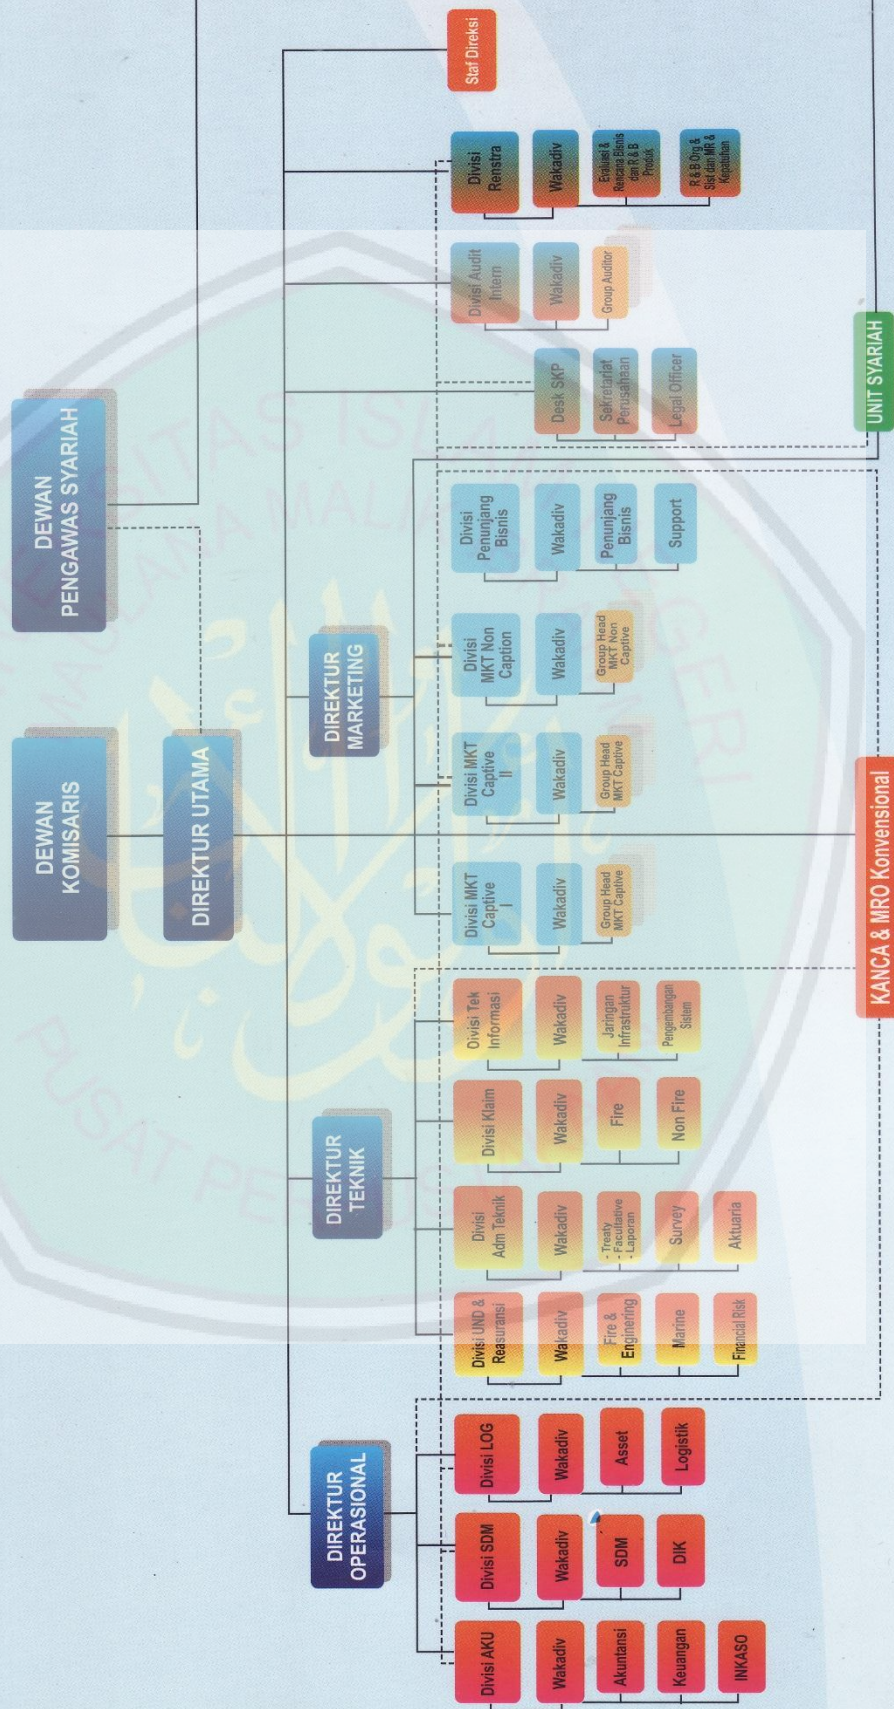 DEWAN
KOMISARIS
DEWAN
PENGAWAS SYARIAH
DIREKTUR UTAMA
DIREKTUR
OPERASIONAL
DIREKTUR
TEKNIK
DIREKTUR
MARKETING
Staf Direksi
Divisi AKU
Wakadiv
Akuntansi
Keuangan
INKASO
Divisi SDM
Wakadiv
SDM
DIK
Divisi LOG
Wakadiv
Asset
Logistik
Divisi UND &
Reasuransi
Wakadiv
Fire &
Enginering
Marine
Financial Risk
Divisi
Adm Teknik
Wakadiv
- Treaty
- Facultative
- Laporan
Survey
Aktuaria
Divisi Klaim
Wakadiv
Fire
Non Fire
Divisi Tek
Informasi
Wakadiv
Jaringan
Infrastruktur
Pengembangan
Sistem
Divisi MKT
Captive
I
Wakadiv
Group Head
MKT Captive
Divisi MKT
Captive
II
Wakadiv
Group Head
MKT Captive
Divisi
MKT Non
Caption
Wakadiv
Group Head
MKT Non
Captive
Divisi
Penunjang
Bisnis
Wakadiv
Penunjang
Bisnis
Support
Desk SKP
Sekretariat
Perusahaan
Legal Officer
Divisi Audit
Intern
Wakadiv
Group Auditor
Divisi
Renstra
Wakadiv
Evaluasi &
Rencana Bisnis
dan R & B
Produk
R & B Org &
Sist dan MR &
Kepatuhan
KANCA & MRO Konvensional
UNIT SYARIAH